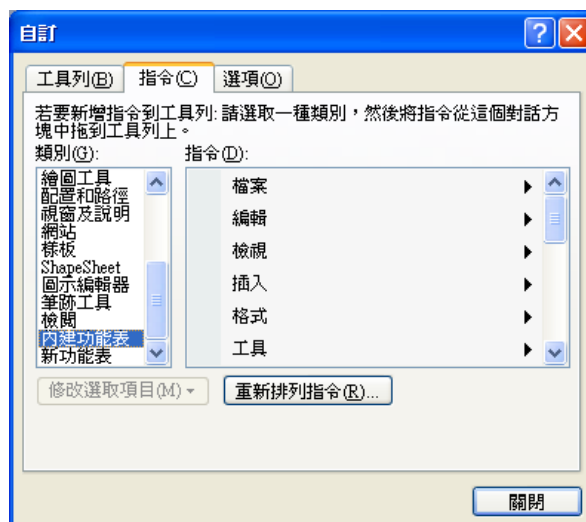 自訂
工具列(B) 指令(C) 選項(O)
若要新增指令到工具列: 請選取一種類別，然後將指令從這個對話方
塊中拖到工具列上。
類別(G): 指令(D):
繪圖工具
配置和路徑
視窗及說明
網站
樣板
ShapeSheet
圖示編輯器
筆跡工具
檢閱
內建功能表
新功能表
檔案
編輯
檢視
插入
格式
工具
修改選取項目(M) 重新排列指令(R)...
關閉